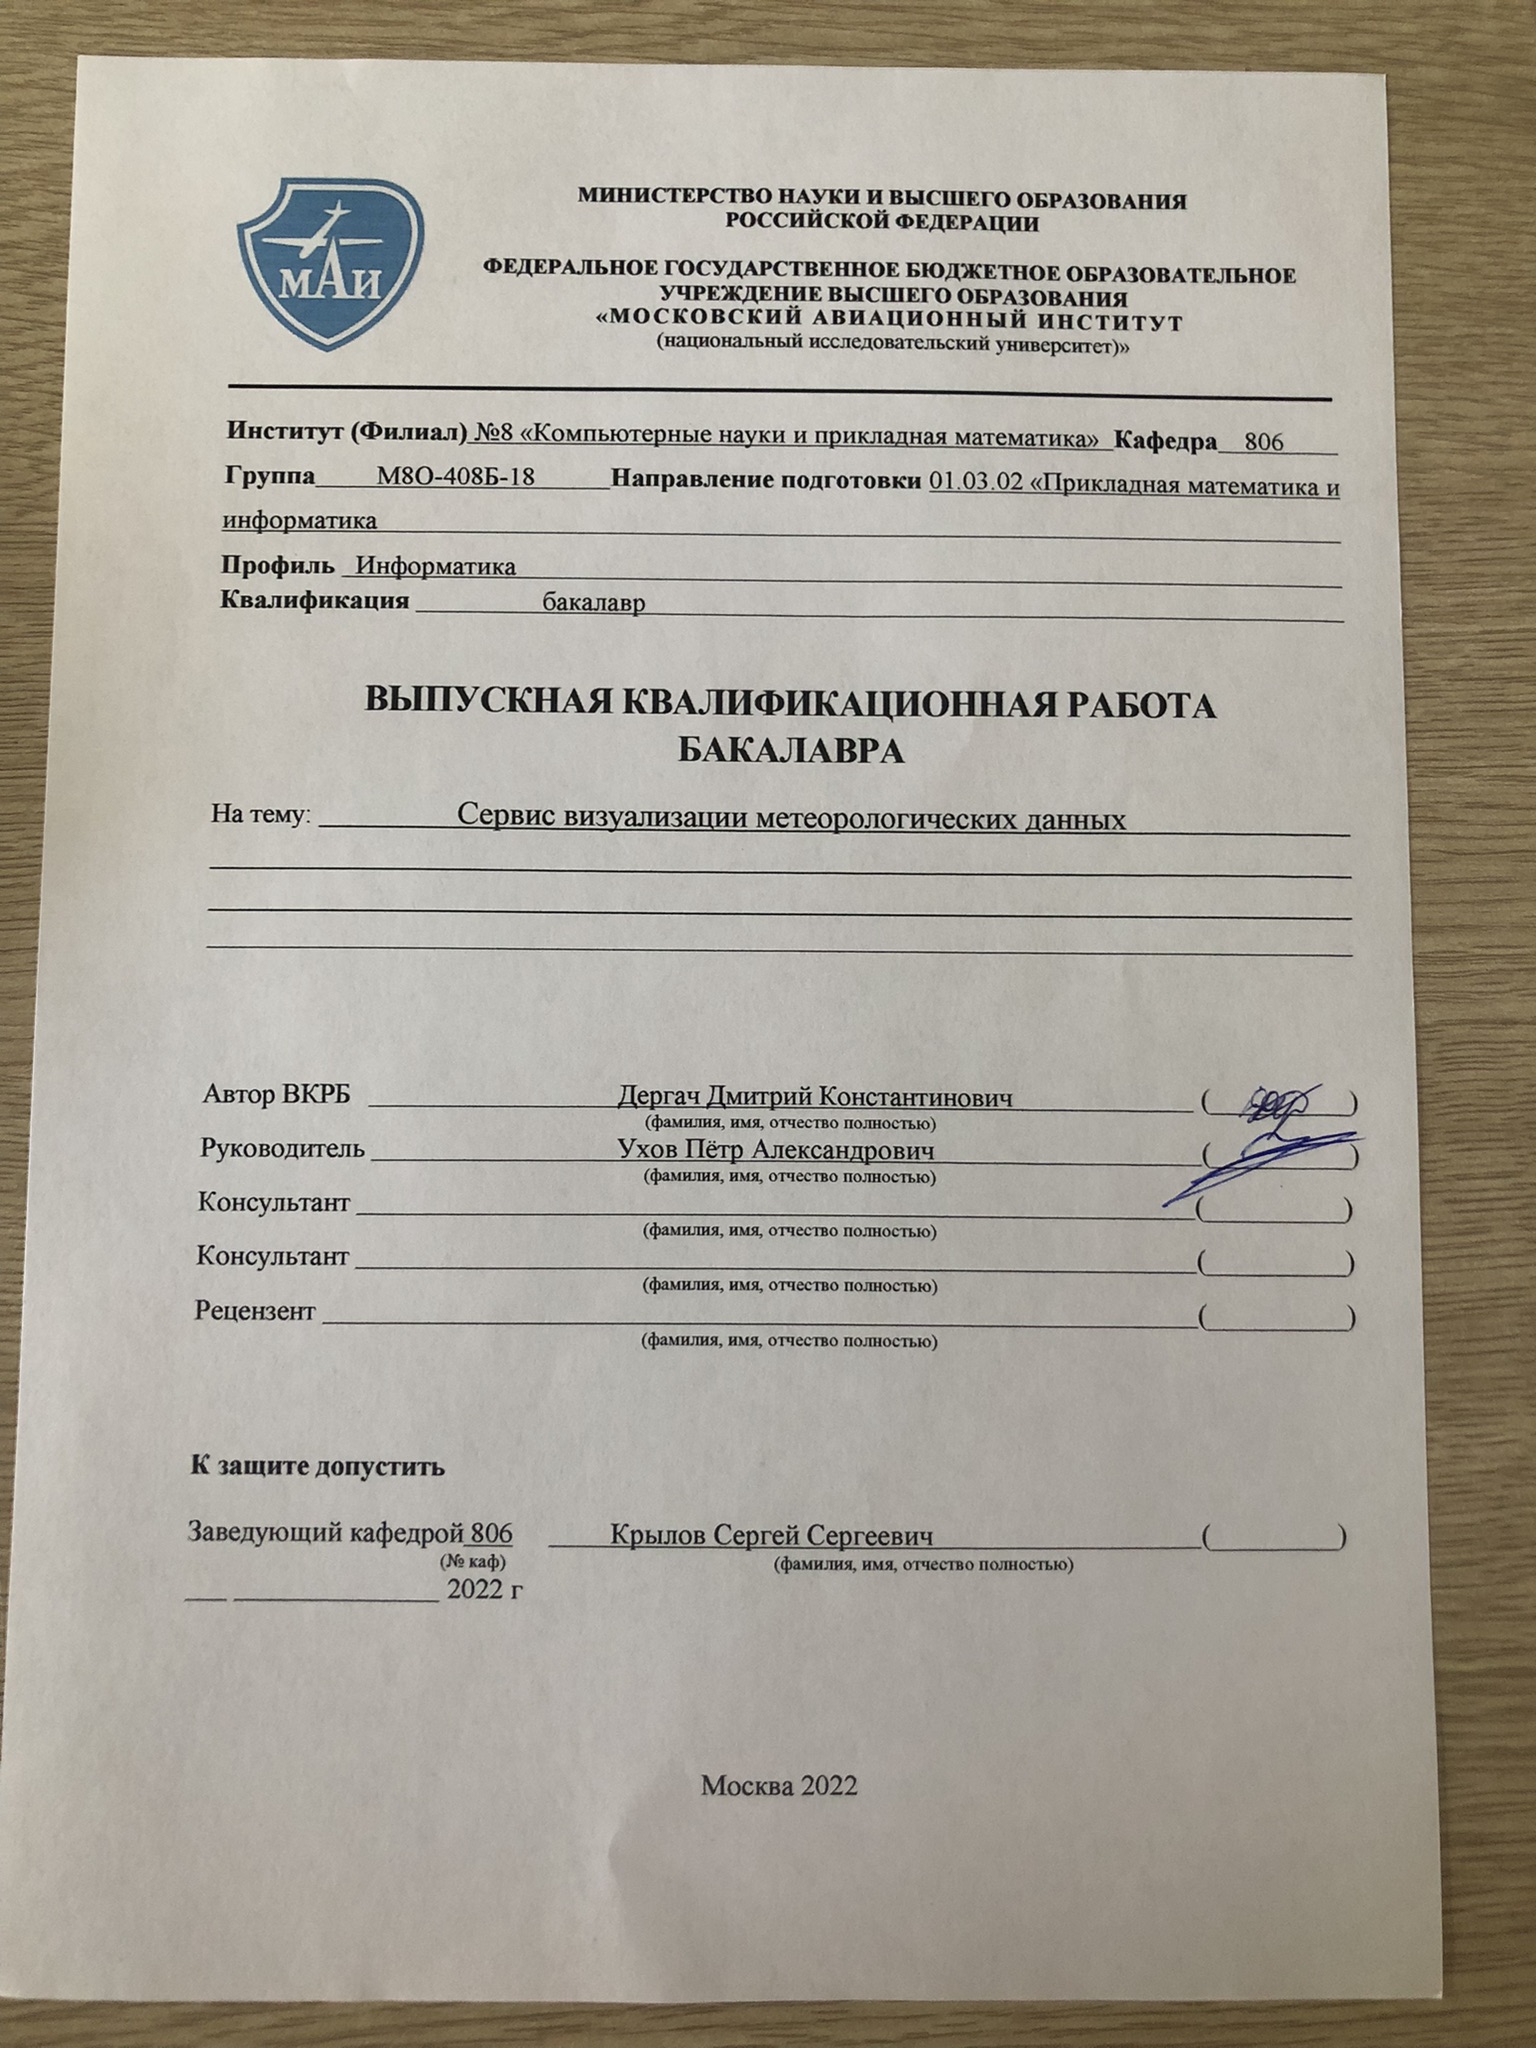 МАИ
МИНИСТЕРСТВО НАУКИ И ВЫСШЕГО ОБРАЗОВАНИЯ
РОССИЙСКОЙ ФЕДЕРАЦИИ
ФЕДЕРАЛЬНОЕ ГОСУДАРСТВЕННОЕ БЮДЖЕТНОЕ ОБРАЗОВАТЕЛЬНОЕ
УЧРЕЖДЕНИЕ ВЫСШЕГО ОБРАЗОВАНИЯ
«МОСКОВСКИЙ АВИАЦИОННЫЙ ИНСТИТУТ
(национальный исследовательский университет)»
Институт (Филиал) №8 «Компьютерные науки и прикладная математика» Кафедра 806
Группа М8О-408Б-18 Направление подготовки 01.03.02 «Прикладная математика и
информатика
Профиль Информатика
Квалификация бакалавр
ВЫПУСКНАЯ КВАЛИФИКАЦИОННАЯ РАБОТА
БАКАЛАВРА
На тему: Сервис визуализации метеорологических данных
Автор ВКРБ Дергач Дмитрий Константинович ( )
(фамилия, имя, отчество полностью)
Руководитель Ухов Пётр Александрович ( )
(фамилия, имя, отчество полностью)
Консультант ( )
(фамилия, имя, отчество полностью)
Консультант ( )
(фамилия, имя, отчество полностью)
Рецензент ( )
(фамилия, имя, отчество полностью)
К защите допустить
Заведующий кафедрой 806 Крылов Сергей Сергеевич ( )
(№ каф) (фамилия, имя, отчество полностью)
___ _______________ 2022 г
Москва 2022